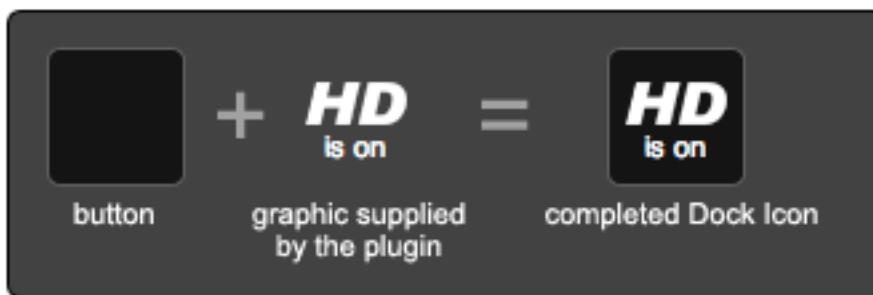 + HD = HD
is on is on
button graphic supplied completed Dock Icon
by the plugin